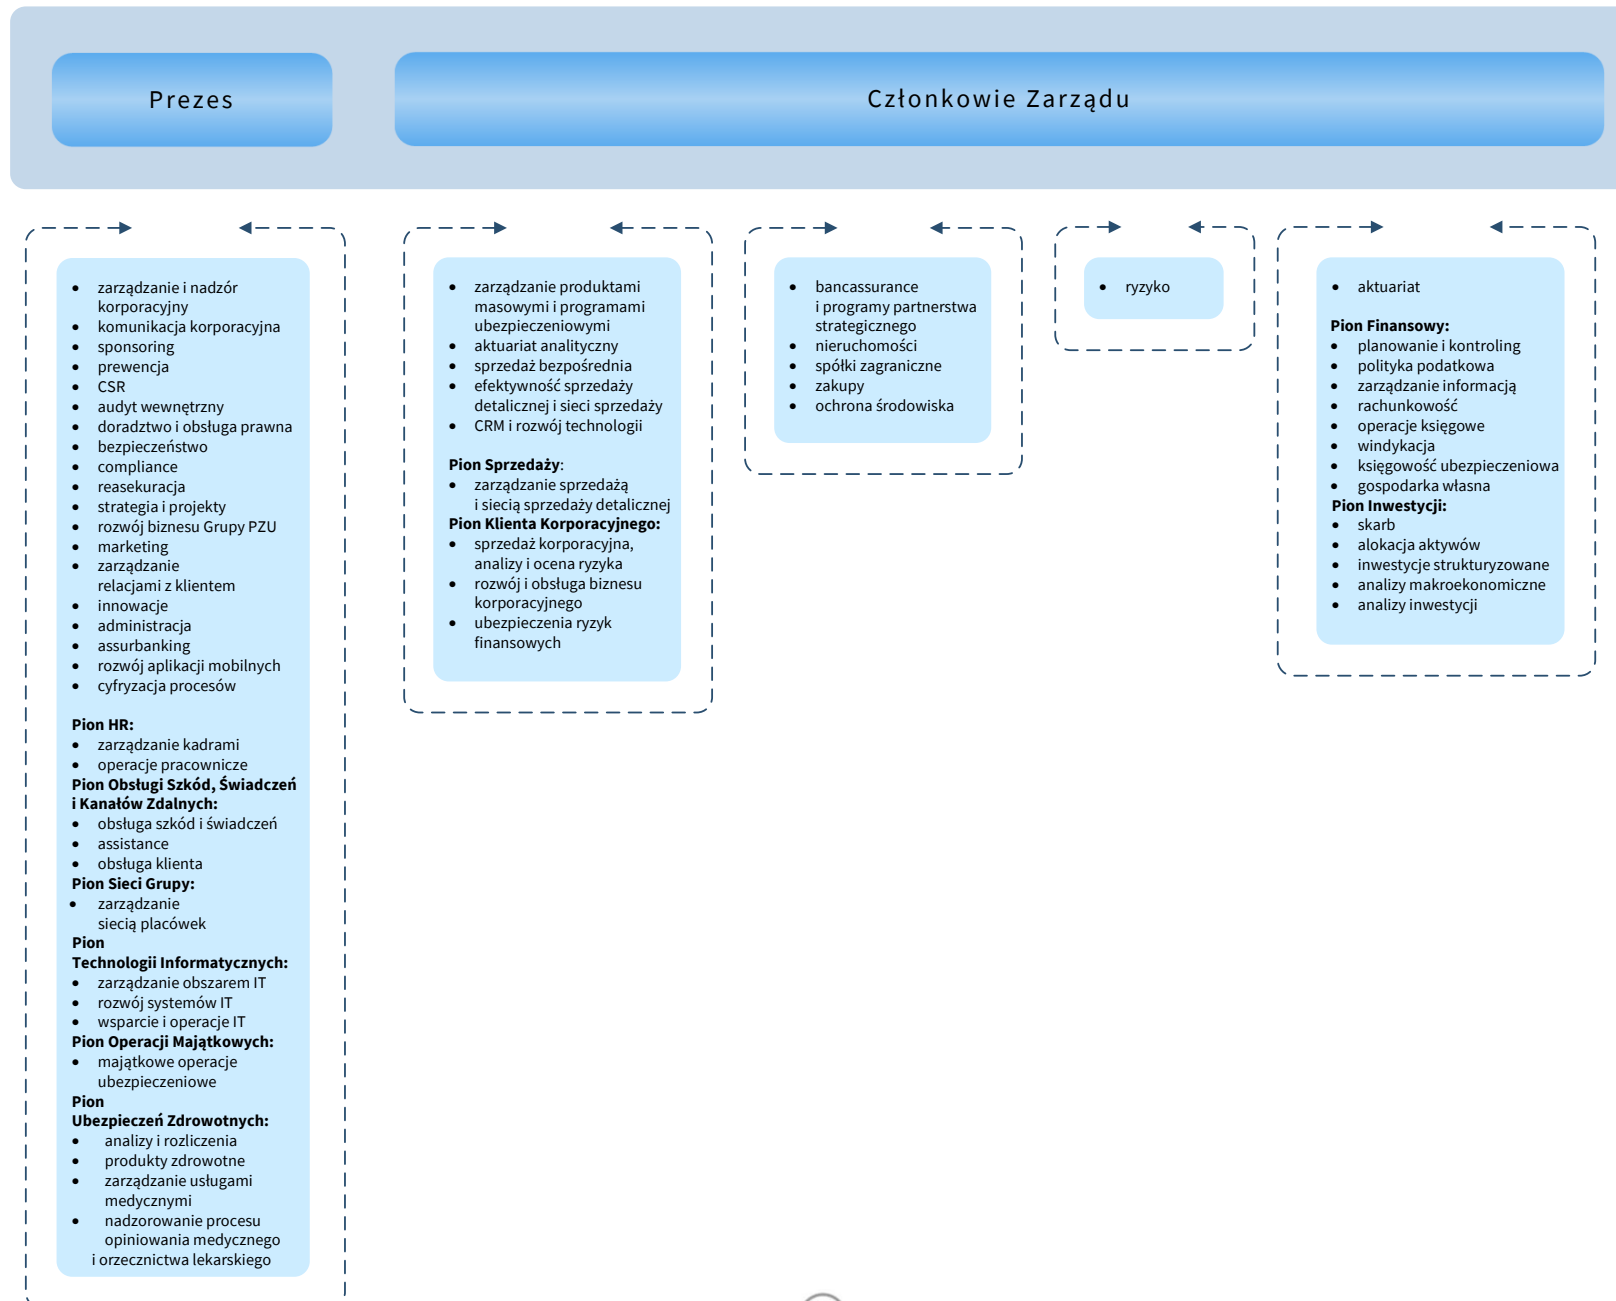 Prezes
Członkowie Zarządu
• zarządzanie i nadzór
korporacyjny
• komunikacja korporacyjna
• sponsoring
• prewencja
• CSR
• audyt wewnętrzny
• doradztwo i obsługa prawna
• bezpieczeństwo
• compliance
• reasekuracja
• strategia i projekty
• rozwój biznesu Grupy PZU
• marketing
• zarządzanie
relacjami z klientem
• innowacje
• administracja
• assurbanking
• rozwój aplikacji mobilnych
• cyfryzacja procesów
Pion HR:
• zarządzanie kadrami
• operacje pracownicze
Pion Obsługi Szkód, Świadczeń
i Kanałów Zdalnych:
• obsługa szkód i świadczeń
• assistance
• obsługa klienta
Pion Sieci Grupy:
• zarządzanie
siecią placówek
Pion
Technologii Informatycznych:
• zarządzanie obszarem IT
• rozwój systemów IT
• wsparcie i operacje IT
Pion Operacji Majątkowych:
• majątkowe operacje
ubezpieczeniowe
Pion
Ubezpieczeń Zdrowotnych:
• analizy i rozliczenia
• produkty zdrowotne
• zarządzanie usługami
medycznymi
• nadzorowanie procesu
opiniowania medycznego
i orzecznictwa lekarskiego
• zarządzanie produktami
masowymi i programami
ubezpieczeniowymi
• aktuariat analityczny
• sprzedaż bezpośrednia
• efektywność sprzedaży
detalicznej i sieci sprzedaży
• CRM i rozwój technologii
Pion Sprzedaży:
• zarządzanie sprzedażą
i siecią sprzedaży detalicznej
Pion Klienta Korporacyjnego:
• sprzedaż korporacyjna,
analizy i ocena ryzyka
• rozwój i obsługa biznesu
korporacyjnego
• ubezpieczenia ryzyk
finansowych
• bancassurance
i programy partnerstwa
strategicznego
• nieruchomości
• spółki zagraniczne
• zakupy
• ochrona środowiska
• ryzyko
• aktuariat
Pion Finansowy:
• planowanie i kontroling
• polityka podatkowa
• zarządzanie informacją
• rachunkowość
• operacje księgowe
• windykacja
• księgowość ubezpieczeniowa
• gospodarka własna
Pion Inwestycji:
• skarb
• alokacja aktywów
• inwestycje strukturyzowane
• analizy makroekonomiczne
• analizy inwestycji